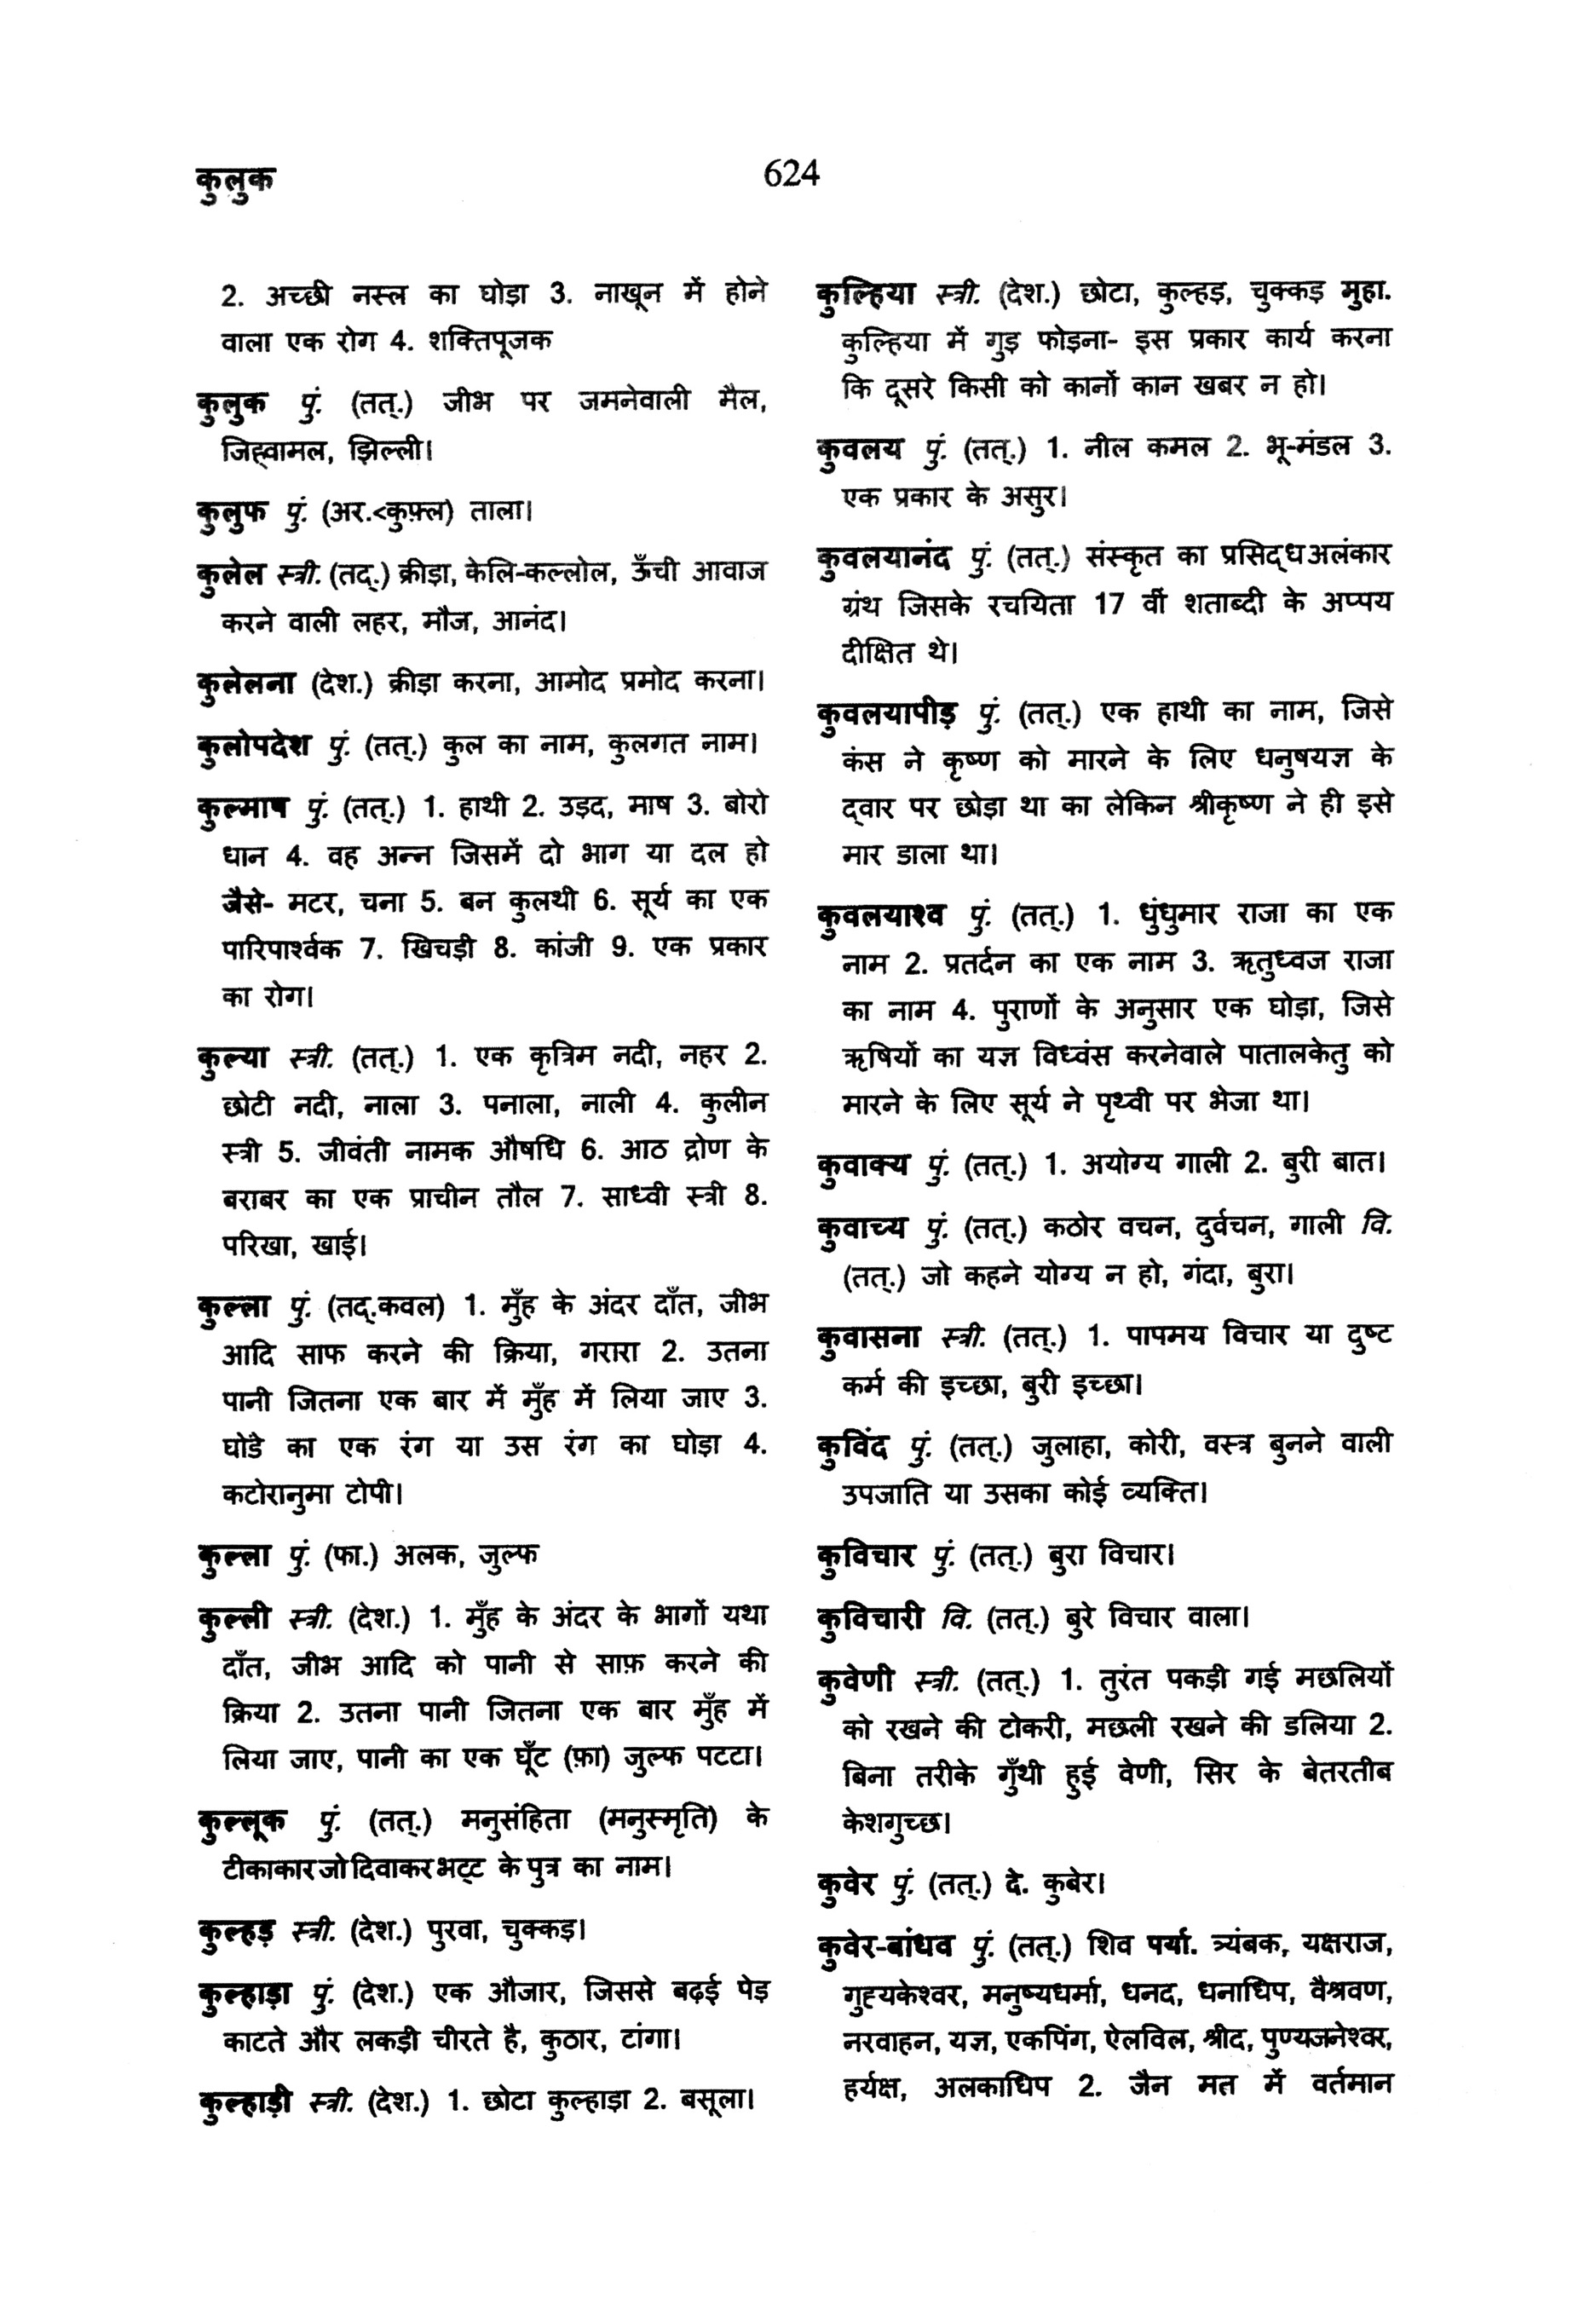 कुलुक
624
2. अच्छी नस्ल का घोड़ा 3. नाखून में होने
वाला एक रोग 4. शक्तिपूजक
कुलुक पुं. (तत्.) जीभ पर जमनेवाली मैल,
जिह्वामल, झिल्ली।
कुलुफ पुं. (अर.<कुफ़्ल) ताला।
कुलेल स्त्री. (तद्.) क्रीड़ा, केलि-कल्लोल, ऊँची आवाज
करने वाली लहर, मौज, आनंद।
कुलेलना (देश.) क्रीड़ा करना, आमोद प्रमोद करना।
कुलोपदेश पुं. (तत्.) कुल का नाम, कुलगत नाम।
कुल्माष पुं. (तत्.) 1. हाथी 2. उड़द, माष 3. बोरो
धान 4. वह अन्न जिसमें दो भाग या दल हो
जैसे- मटर, चना 5. बन कुलथी 6. सूर्य का एक
पारिपार्श्वक 7. खिचड़ी 8. कांजी 9. एक प्रकार
का रोग।
कुल्या स्त्री. (तत्.) 1. एक कृत्रिम नदी, नहर 2.
छोटी नदी, नाला 3. पनाला, नाली 4. कुलीन
स्त्री 5. जीवंती नामक औषधि 6. आठ द्रोण के
बराबर का एक प्राचीन तौल 7. साध्वी स्त्री 8.
परिखा, खाई।
कुल्ला पुं. (तद्.कवल) 1. मुँह के अंदर दाँत, जीभ
आदि साफ करने की क्रिया, गरारा 2. उतना
पानी जितना एक बार में मुँह में लिया जाए 3.
घोडे का एक रंग या उस रंग का घोड़ा 4.
कटोरानुमा टोपी।
कुल्ला पुं. (फा.) अलक, जुल्फ
कुल्ली स्त्री. (देश.) 1. मुँह के अंदर के भागों यथा
दाँत, जीभ आदि को पानी से साफ़ करने की
क्रिया 2. उतना पानी जितना एक बार मुँह में
लिया जाए, पानी का एक घूँट (फ़ा) जुल्फ पटटा।
कुल्लूक पुं. (तत्.) मनुसंहिता (मनुस्मृति) के
टीकाकार जो दिवाकर भट्ट के पुत्र का नाम।
कुल्हड़ स्त्री. (देश.) पुरवा, चुक्कड़।
कुल्हाड़ा पुं. (देश.) एक औजार, जिससे बढ़ई पेड़
काटते और लकड़ी चीरते है, कुठार, टांगा।
कुल्हाड़ी स्त्री. (देश.) 1. छोटा कुल्हाड़ा 2. बसूला।
कुल्हिया स्त्री. (देश.) छोटा, कुल्हड़, चुक्कड़ मुहा.
कुल्हिया में गुड़ फोड़ना- इस प्रकार कार्य करना
कि दूसरे किसी को कानों कान खबर न हो।
कुवलय पुं. (तत्.) 1. नील कमल 2. भू-मंडल 3.
एक प्रकार के असुर।
कुवलयानंद पुं. (तत्.) संस्कृत का प्रसिद्ध अलंकार
ग्रंथ जिसके रचयिता 17 वीं शताब्दी के अप्पय
दीक्षित थे।
कुवलयापीड़ पुं. (तत्.) एक हाथी का नाम, जिसे
कंस ने कृष्ण को मारने के लिए धनुषयज्ञ के
द्वार पर छोड़ा था का लेकिन श्रीकृष्ण ने ही इसे
मार डाला था।
कुवलयाश्व पुं. (तत्.) 1. धुंधुमार राजा का एक
नाम 2. प्रतर्दन का एक नाम 3. ऋतुध्वज राजा
का नाम 4. पुराणों के अनुसार एक घोड़ा, जिसे
ऋषियों का यज्ञ विध्वंस करनेवाले पातालकेतु को
मारने के लिए सूर्य ने पृथ्वी पर भेजा था।
कुवाक्य पुं. (तत्.) 1. अयोग्य गाली 2. बुरी बात।
कुवाच्य पुं. (तत्.) कठोर वचन, दुर्वचन, गाली वि.
(तत्.) जो कहने योग्य न हो, गंदा, बुरा।
कुवासना स्त्री. (तत्.) 1. पापमय विचार या दुष्ट
कर्म की इच्छा, बुरी इच्छा।
कुविंद पुं. (तत्.) जुलाहा, कोरी, वस्त्र बुनने वाली
उपजाति या उसका कोई व्यक्ति।
कुविचार पुं. (तत्.) बुरा विचार।
कुविचारी वि. (तत्.) बुरे विचार वाला।
कुवेणी स्त्री. (तत्.) 1. तुरंत पकड़ी गई मछलियों
को रखने की टोकरी, मछली रखने की डलिया 2.
बिना तरीके गुँथी हुई वेणी, सिर के बेतरतीब
केशगुच्छ।
कुवेर पुं. (तत्.) दे. कुबेर।
कुवेर-बांधव पुं. (तत्.) शिव पर्या. त्र्यंबक, यक्षराज,
गुह्यकेश्वर, मनुष्यधर्मा, धनद, धनाधिप, वैश्रवण,
नरवाहन, यज्ञ, एकपिंग, ऐलविल, श्रीद, पुण्यजनेश्वर,
हर्यक्ष, अलकाधिप 2. जैन मत में वर्तमान